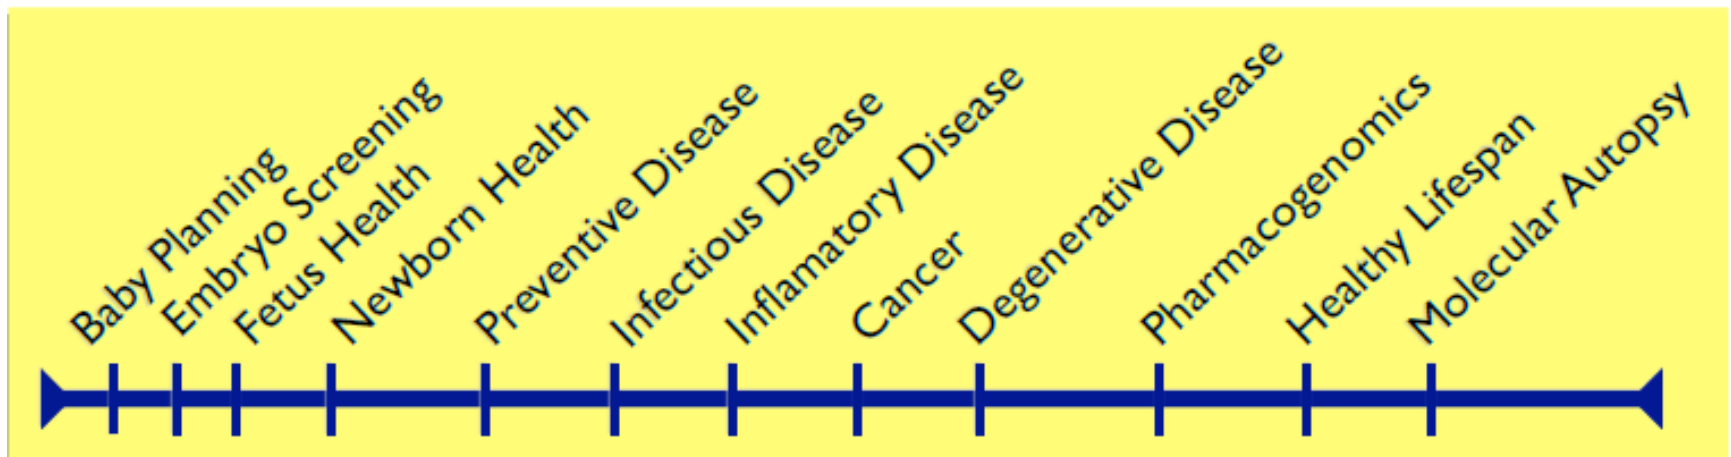 Baby Planning
Embryo Screening
Fetus Health
Newborn Health
Preventive Disease
Infectious Disease
Inflamatory Disease
Cancer
Degenerative Disease
Pharmacogenomics
Healthy Lifespan
Molecular Autopsy